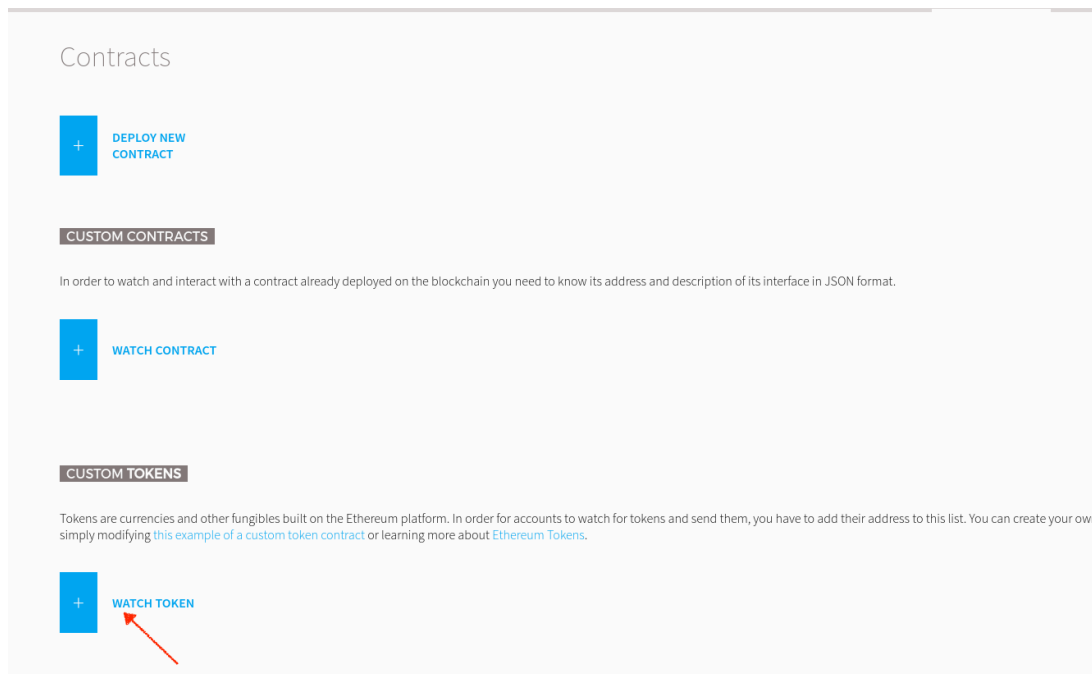 Contracts
+
DEPLOY NEW
CONTRACT
CUSTOM CONTRACTS
In order to watch and interact with a contract already deployed on the blockchain you need to know its address and description of its interface in JSON format.
+
WATCH CONTRACT
CUSTOM TOKENS
Tokens are currencies and other fungibles built on the Ethereum platform. In order for accounts to watch for tokens and send them, you have to add their address to this list. You can create your ow
simply modifying this example of a custom token contract or learning more about Ethereum Tokens.
+
WATCH TOKEN